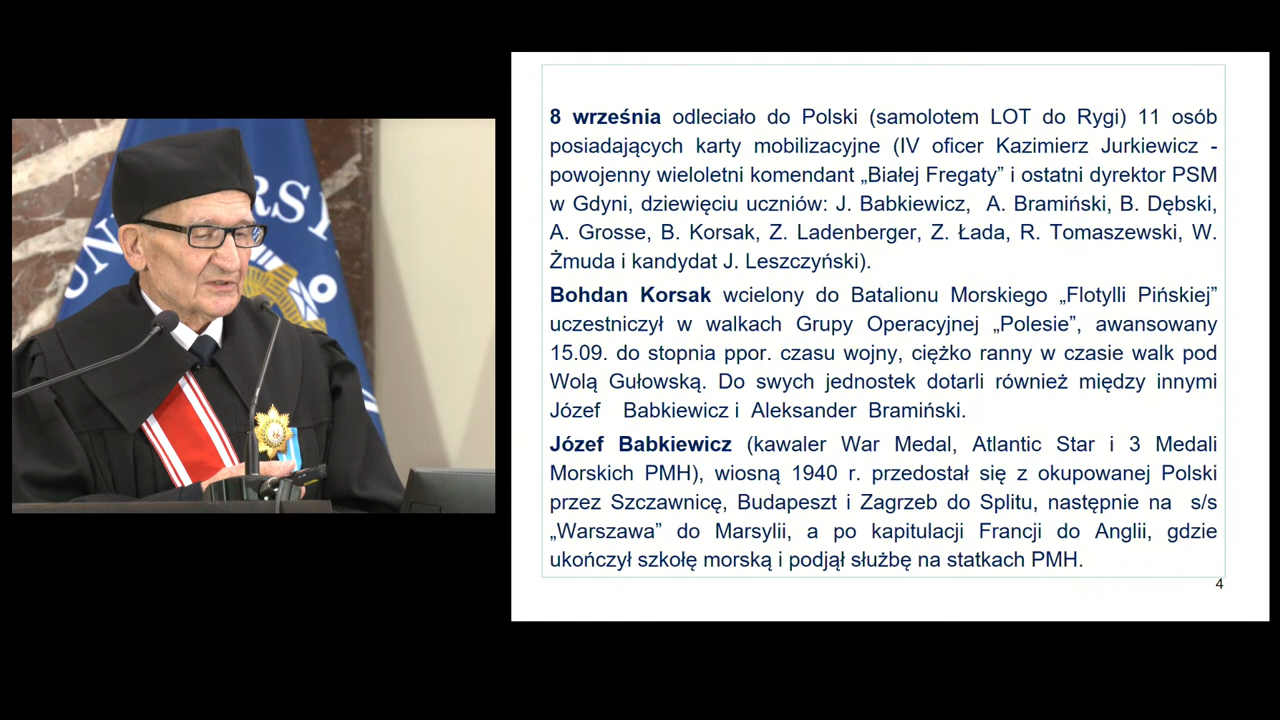 UNIWERSYT
8 września odleciało do Polski (samolotem LOT do Rygi) 11 osób
posiadających karty mobilizacyjne (IV oficer Kazimierz Jurkiewicz -
powojenny wieloletni komendant „Białej Fregaty” i ostatni dyrektor PSM
w Gdyni, dziewięciu uczniów: J. Babkiewicz, A. Bramiński, B. Dębski,
A. Grosse, B. Korsak, Z. Ladenberger, Z. Łada, R. Tomaszewski, W.
Żmuda i kandydat J. Leszczyński).
Bohdan Korsak wcielony do Batalionu Morskiego „Flotylli Pińskiej”
uczestniczył w walkach Grupy Operacyjnej „Polesie”, awansowany
15.09. do stopnia ppor. czasu wojny, ciężko ranny w czasie walk pod
Wolą Gułowską. Do swych jednostek dotarli również między innymi
Józef Babkiewicz i Aleksander Bramiński.
Józef Babkiewicz (kawaler War Medal, Atlantic Star i 3 Medali
Morskich PMH), wiosną 1940 r. przedostał się z okupowanej Polski
przez Szczawnicę, Budapeszt i Zagrzeb do Splitu, następnie na s/s
„Warszawa” do Marsylii, a po kapitulacji Francji do Anglii, gdzie
ukończył szkołę morską i podjął służbę na statkach PMH.
4